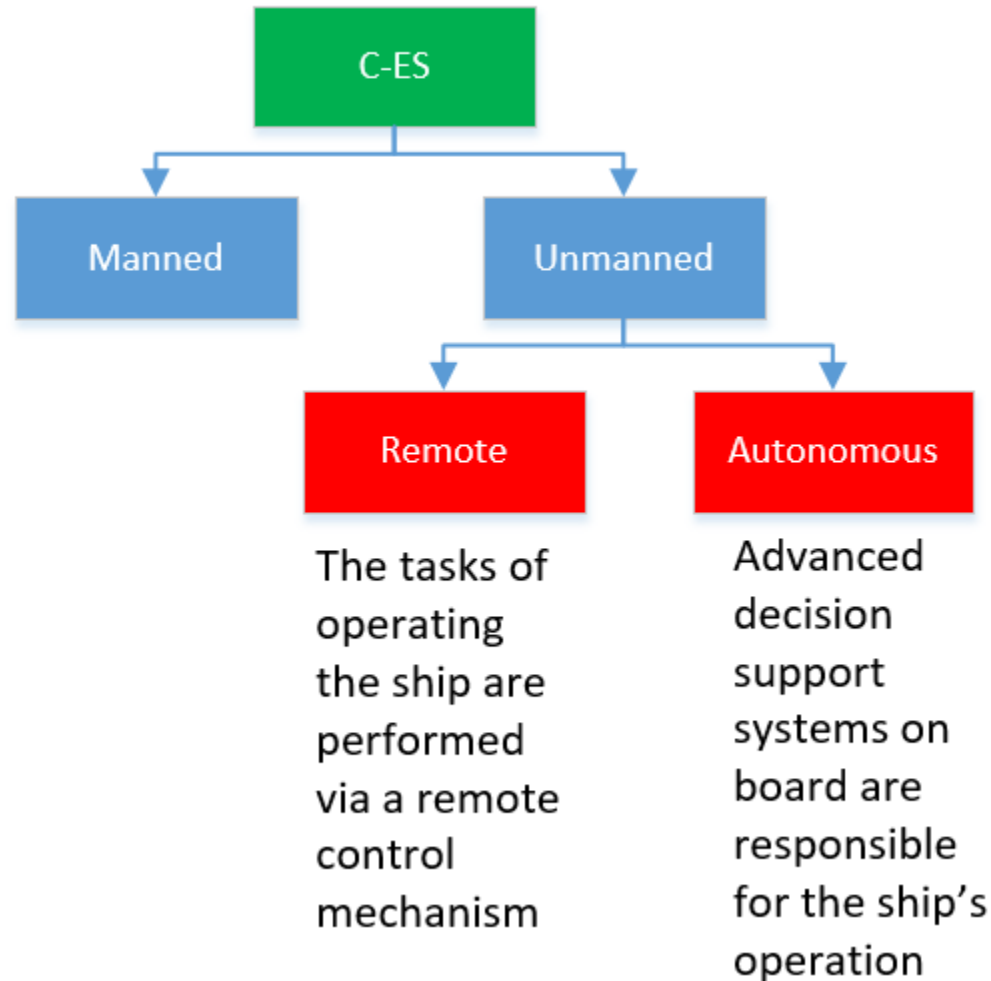 C-ES
Manned
Unmanned
Remote
Autonomous
The tasks of
operating
the ship are
performed
via a remote
control
mechanism
Advanced
decision
support
systems on
board are
responsible
for the ship’s
operation